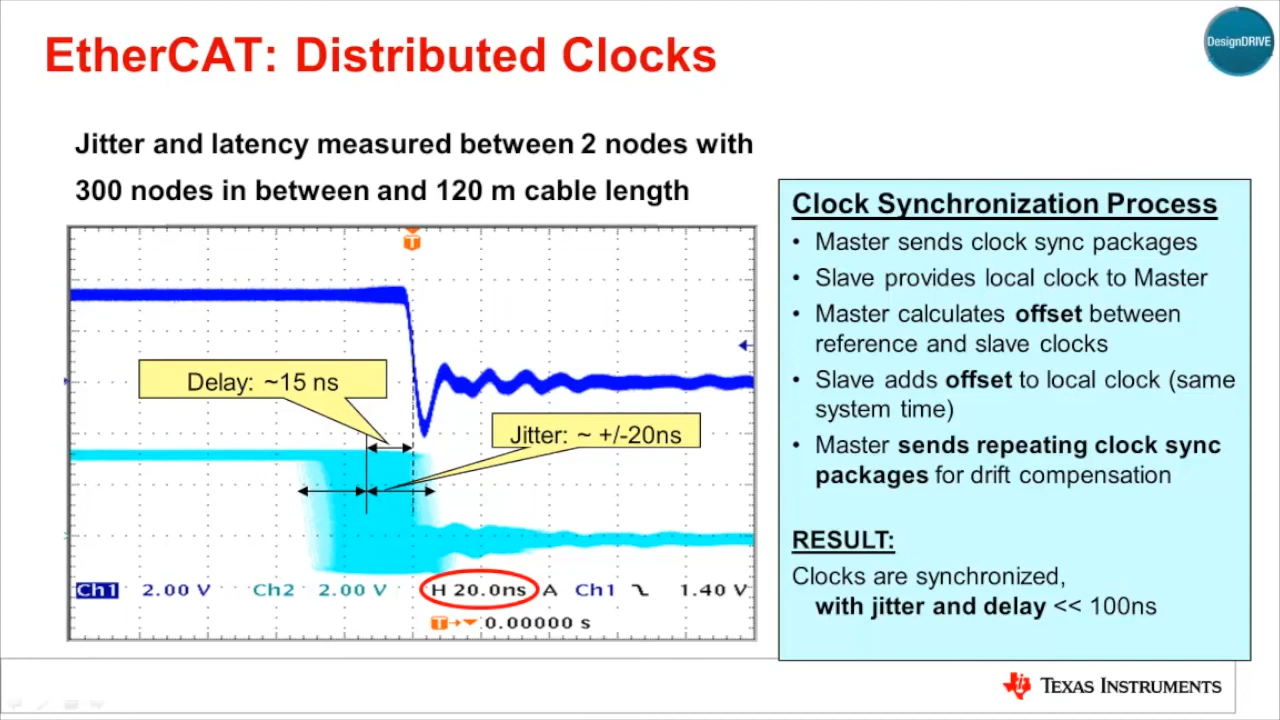 EtherCAT: Distributed Clocks
DesignDRIVE
Jitter and latency measured between 2 nodes with
300 nodes in between and 120 m cable length
T
Delay: ~15 ns
Jitter: ~ +/-20ns
Ch1 2.00 V Ch2 2.00 V H 20.0ns A Ch1 1.40 V
T 0.00000 s
Clock Synchronization Process
• Master sends clock sync packages
• Slave provides local clock to Master
• Master calculates offset between
reference and slave clocks
• Slave adds offset to local clock (same
system time)
• Master sends repeating clock sync
packages for drift compensation
RESULT:
Clocks are synchronized,
with jitter and delay << 100ns
TEXAS INSTRUMENTS